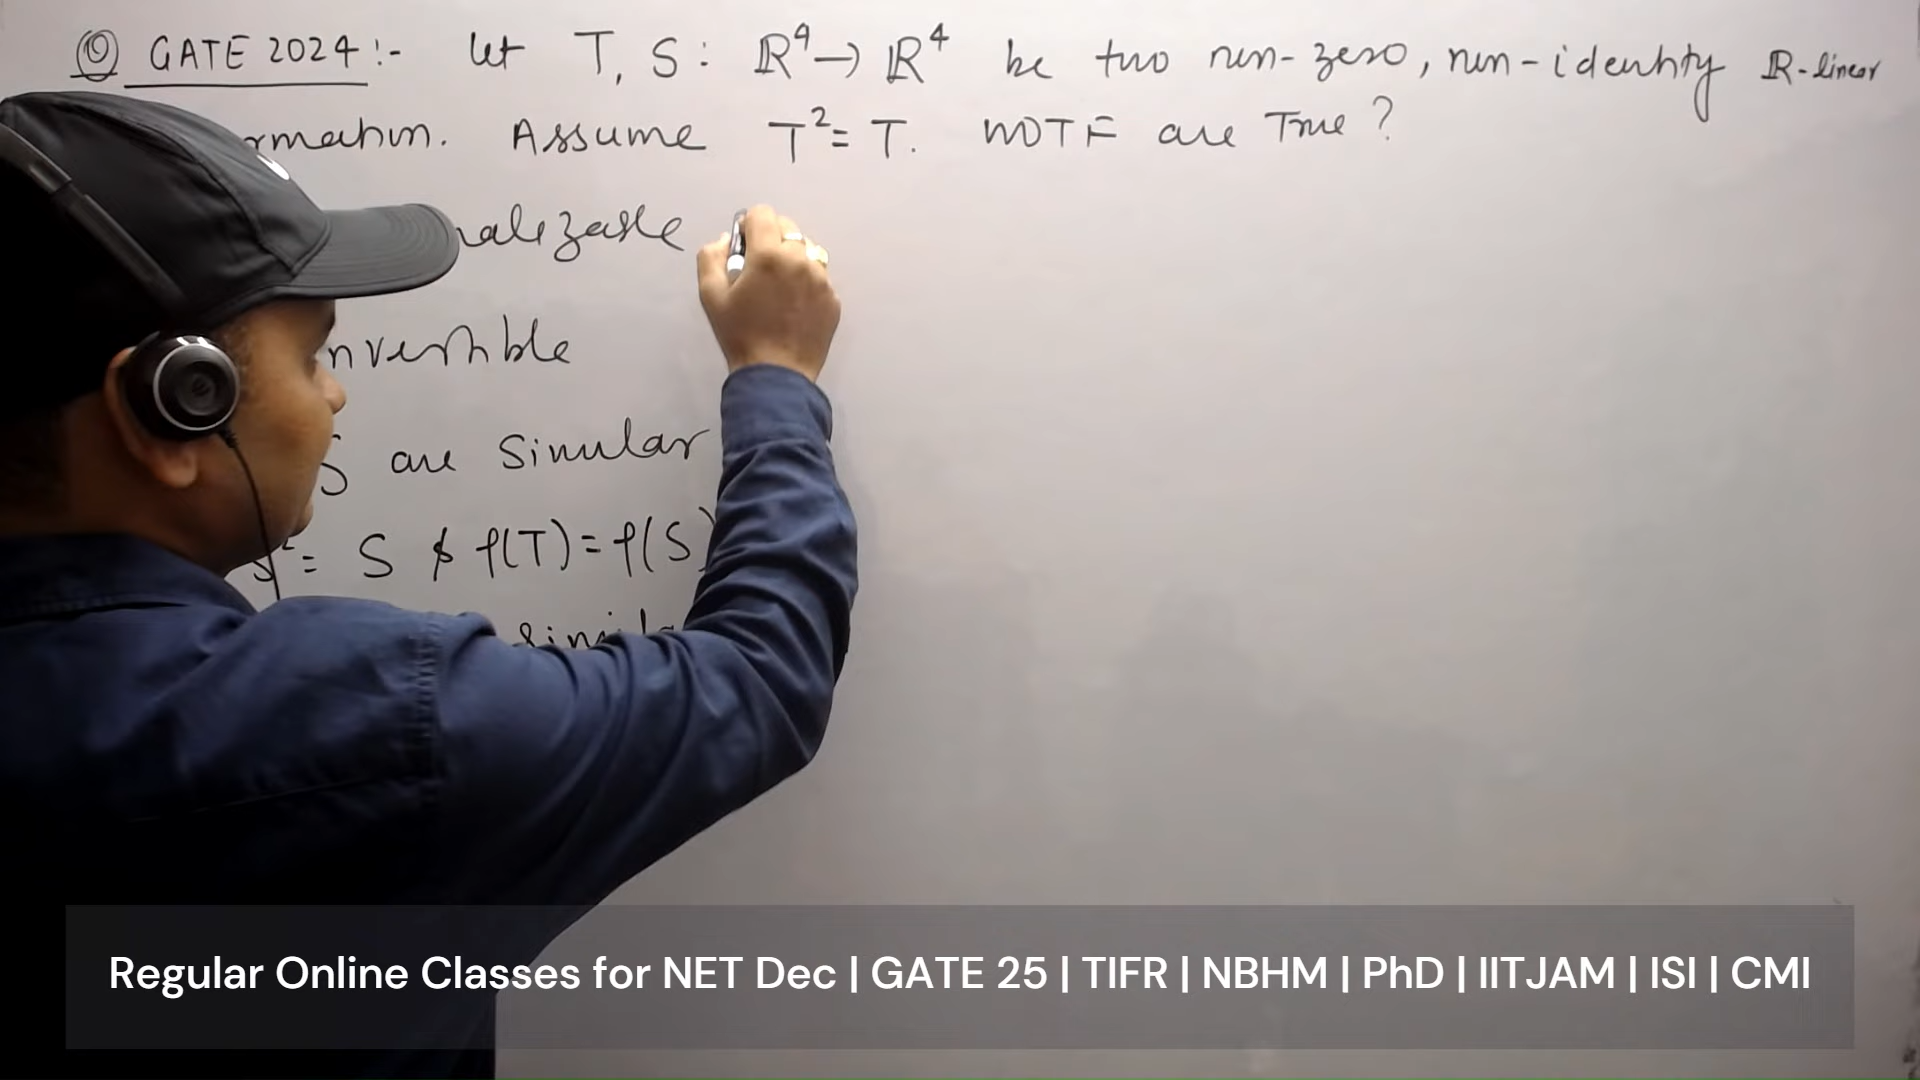 Q GATE 2024:- let T, S: ℝ⁴→ℝ⁴ be two non-zero, non-identity ℝ-linear
rmation. Assume T²=T. WOTF are True?
alizable
nvertible
S are Similar
= S & ρ(T)=ρ(S)
simila
Regular Online Classes for NET Dec | GATE 25 | TIFR | NBHM | PhD | IITJAM | ISI | CMI